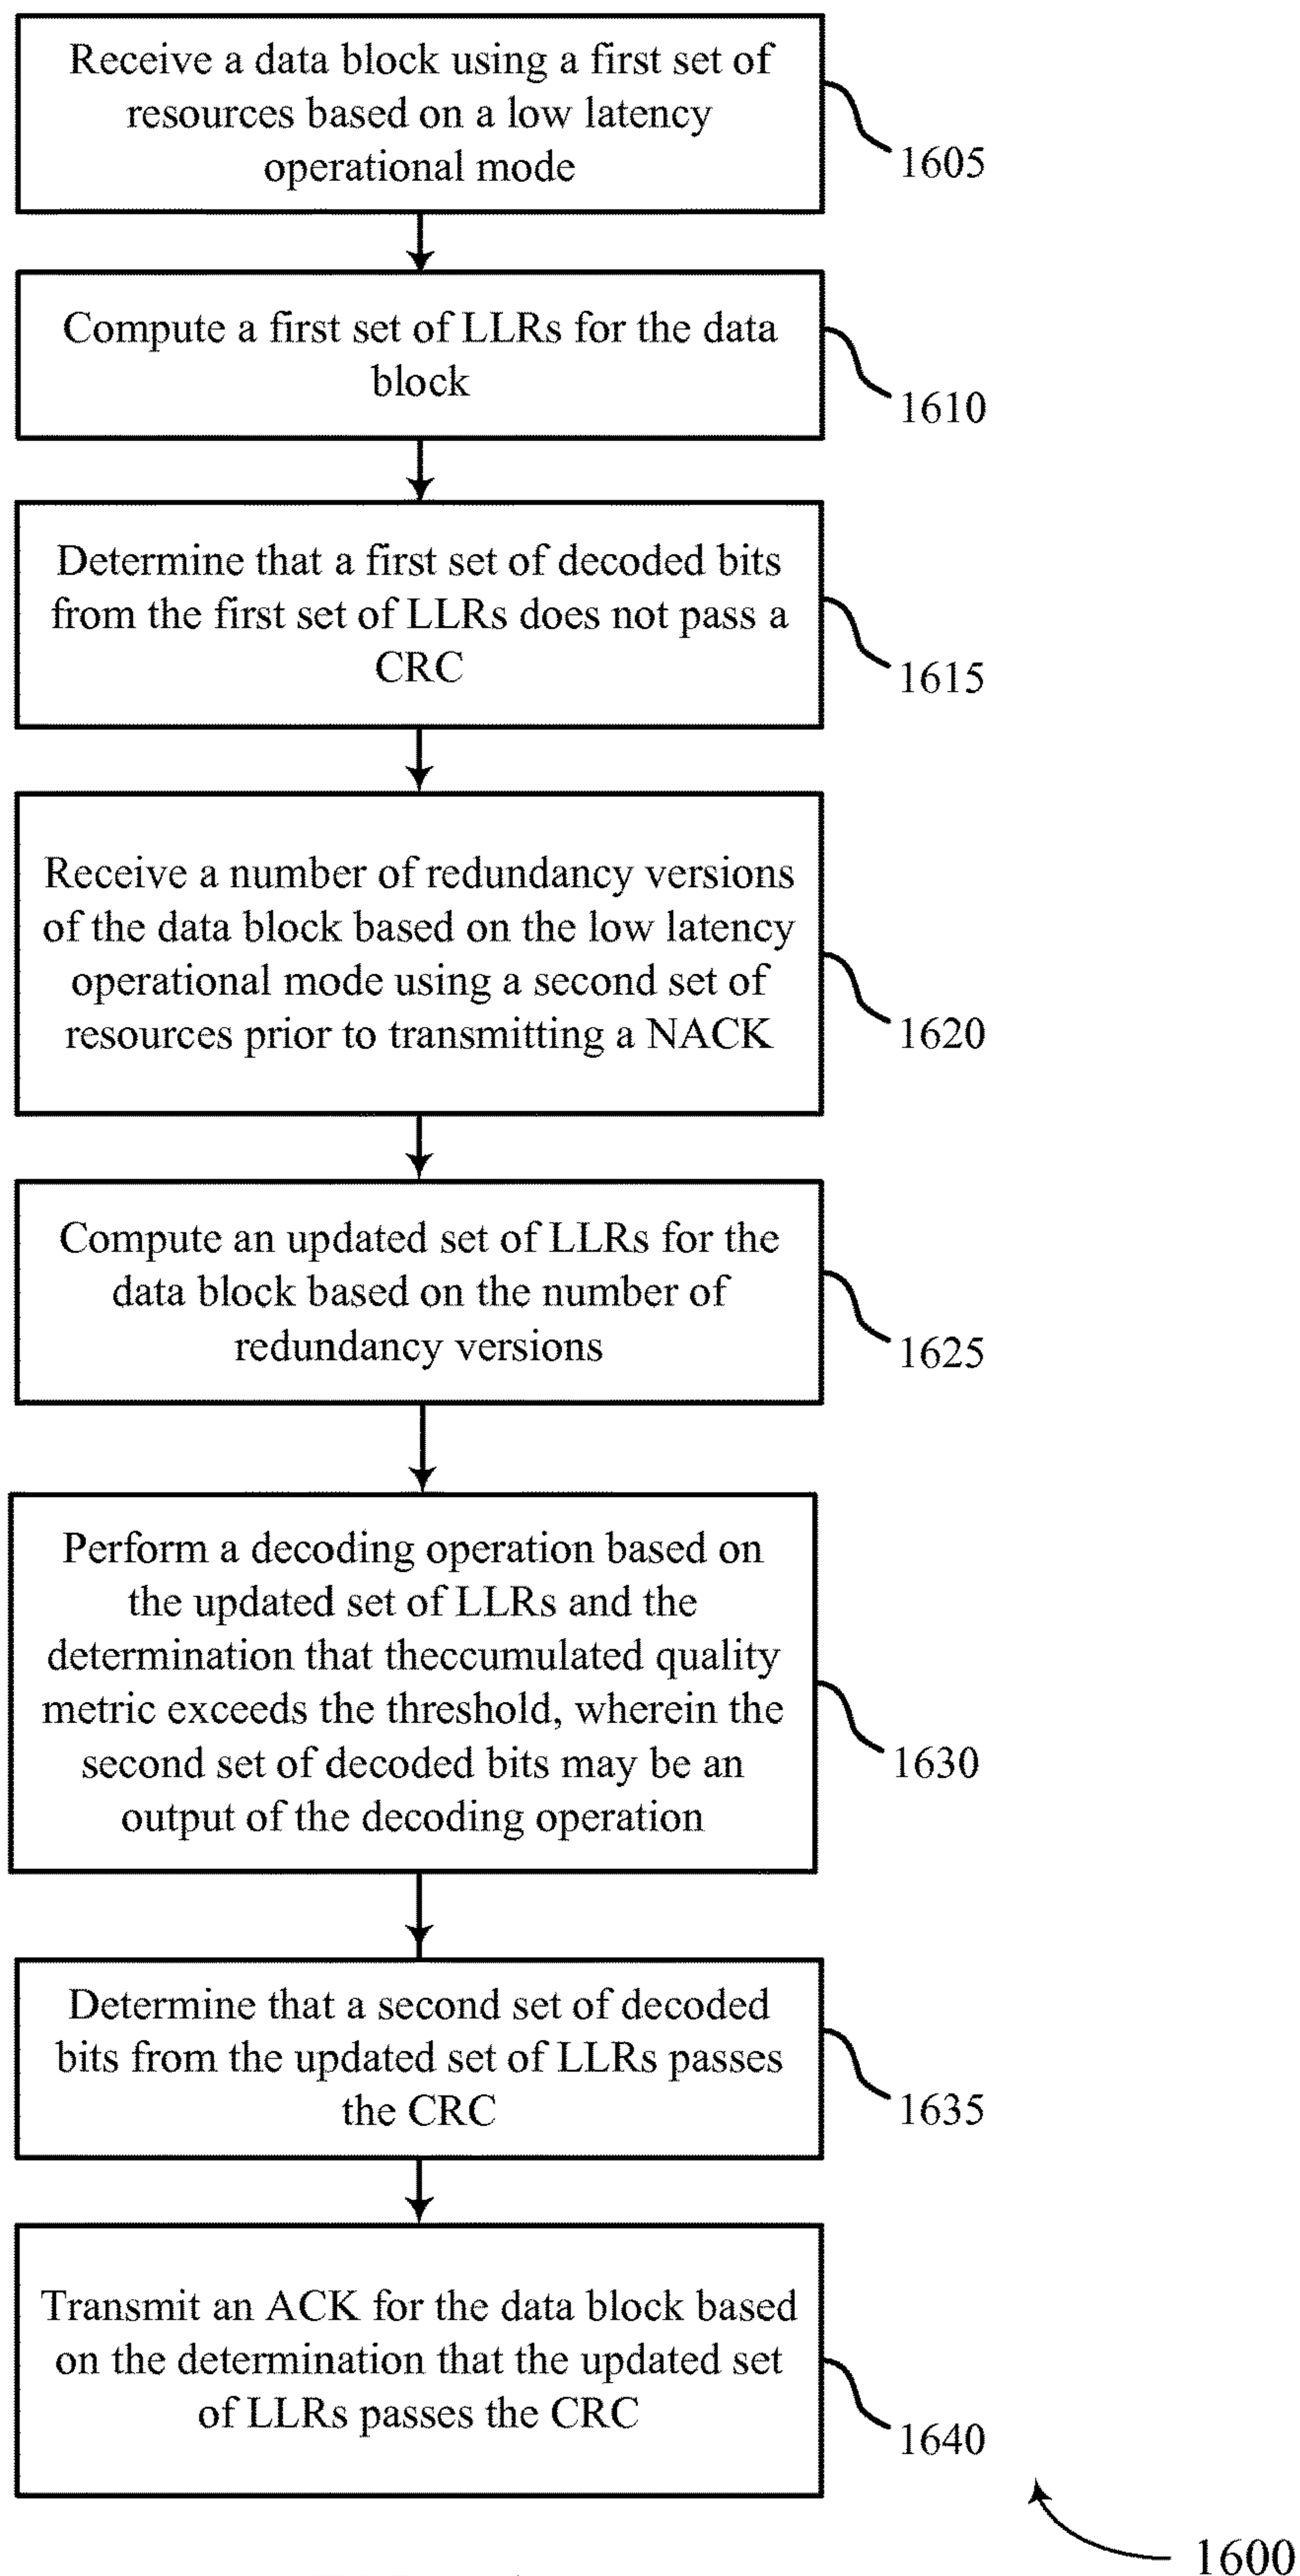 Receive a data block using a first set of
resources based on a low latency
operational mode
1605
Compute a first set of LLRs for the data
block
1610
Determine that a first set of decoded bits
from the first set of LLRs does not pass a
CRC
1615
Receive a number of redundancy versions
of the data block based on the low latency
operational mode using a second set of
resources prior to transmitting a NACK
1620
Compute an updated set of LLRs for the
data block based on the number of
redundancy versions
1625
Perform a decoding operation based on
the updated set of LLRs and the
determination that theccumulated quality
metric exceeds the threshold, wherein the
second set of decoded bits may be an
output of the decoding operation
1630
Determine that a second set of decoded
bits from the updated set of LLRs passes
the CRC
1635
Transmit an ACK for the data block based
on the determination that the updated set
of LLRs passes the CRC
1640
1600